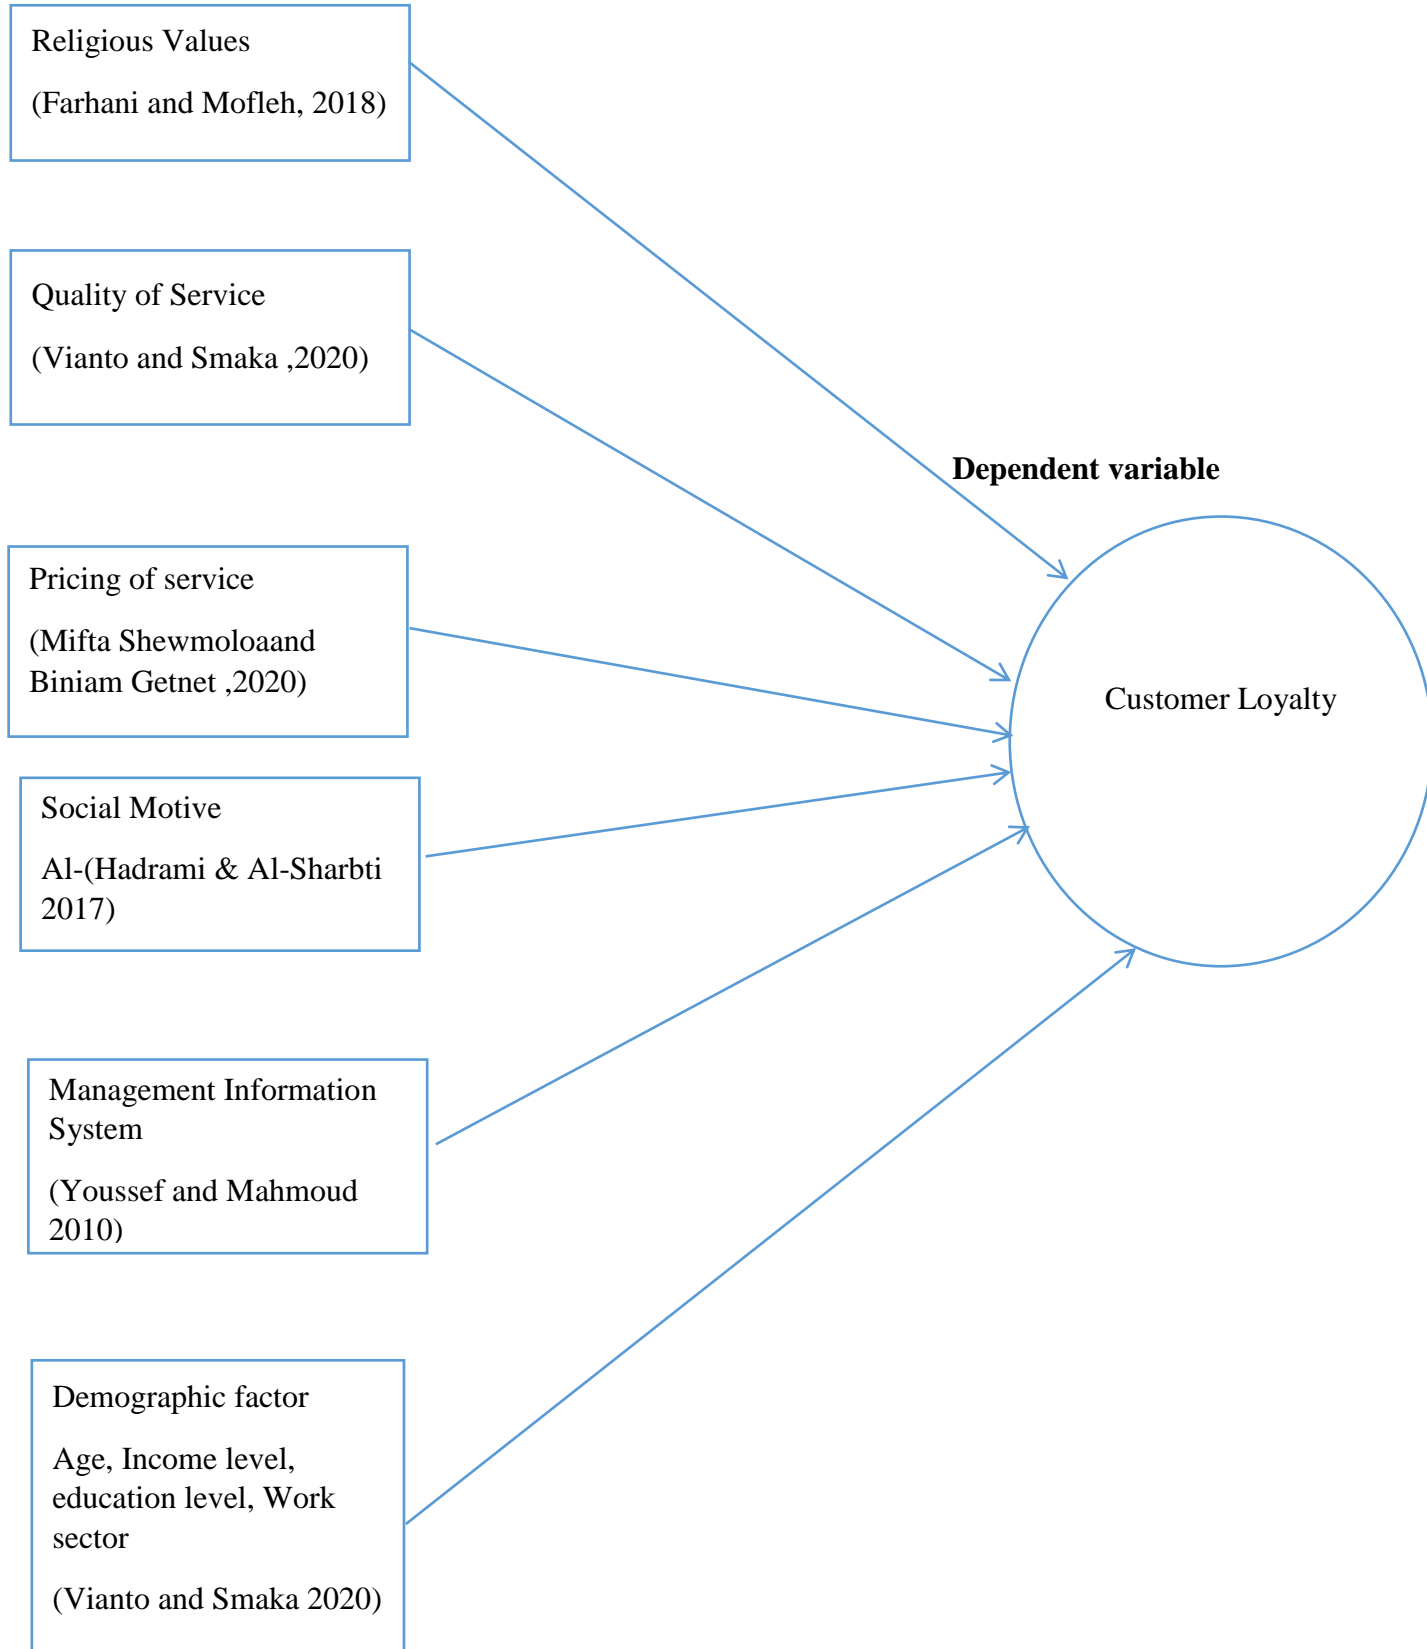 Religious Values
(Farhani and Mofleh, 2018)
Quality of Service
(Vianto and Smaka ,2020)
Pricing of service
(Mifta Shewmoloaand
Biniam Getnet ,2020)
Social Motive
Al-(Hadrami & Al-Sharbti
2017)
Management Information
System
(Youssef and Mahmoud
2010)
Demographic factor
Age, Income level,
education level, Work
sector
(Vianto and Smaka 2020)
Dependent variable
Customer Loyalty